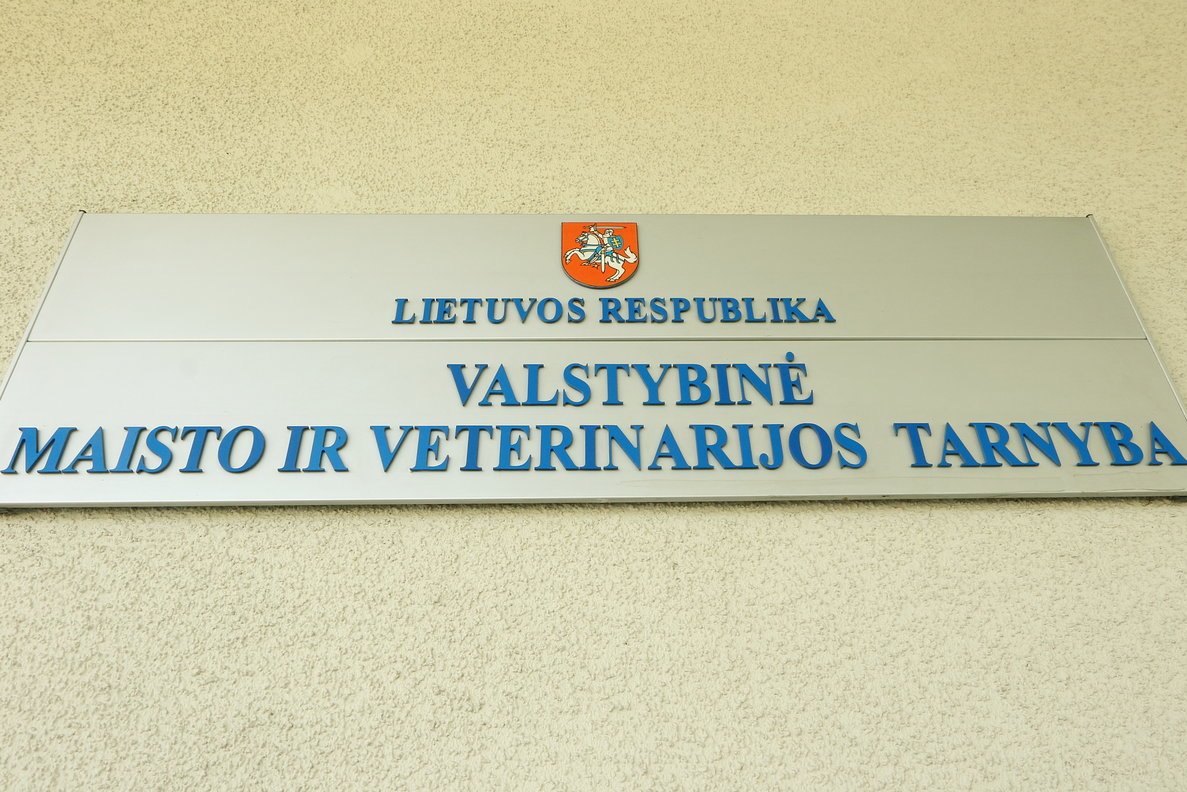 LIETUVOS RESPUBLIKA
VALSTYBINĖ
MAISTO IR VETERINARIJOS TARNYBA